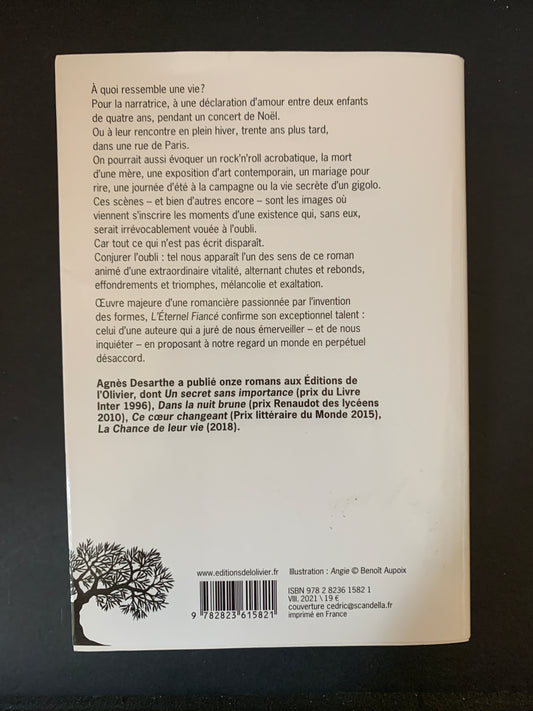 À quoi ressemble une vie ?
Pour la narratrice, à une déclaration d'amour entre deux enfants
de quatre ans, pendant un concert de Noël.
Ou à leur rencontre en plein hiver, trente ans plus tard,
dans une rue de Paris.
On pourrait aussi évoquer un rock'n'roll acrobatique, la mort
d'une mère, une exposition d'art contemporain, un mariage pour
rire, une journée d'été à la campagne ou la vie secrète d'un gigolo.
Ces scènes – et bien d'autres encore – sont les images où
viennent s'inscrire les moments d'une existence qui, sans eux,
serait irrévocablement vouée à l'oubli.
Car tout ce qui n'est pas écrit disparaît.
Conjurer l'oubli : tel nous apparaît l'un des sens de ce roman
animé d'une extraordinaire vitalité, alternant chutes et rebonds,
effondrements et triomphes, mélancolie et exaltation.
Œuvre majeure d'une romancière passionnée par l'invention
des formes, L'Éternel Fiancé confirme son exceptionnel talent :
celui d'une auteure qui a juré de nous émerveiller – et de nous
inquiéter – en proposant à notre regard un monde en perpétuel
désaccord.
Agnès Desarthe a publié onze romans aux Éditions de
l'Olivier, dont Un secret sans importance (prix du Livre
Inter 1996), Dans la nuit brune (prix Renaudot des lycéens
2010), Ce cœur changeant (Prix littéraire du Monde 2015),
La Chance de leur vie (2018).
www.editionsdelolivier.fr
Illustration : Angie © Benoît Aupoix
ISBN 978 2 8236 1582 1
VIII. 2021 \ 19 €
couverture cedric@scandella.fr
imprimé en France
9 782823 615821